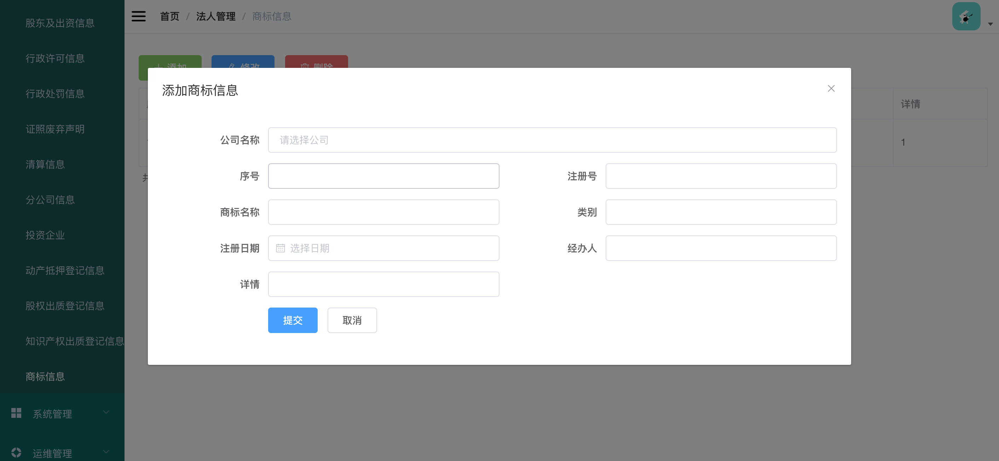 股东及出资信息
行政许可信息
行政处罚信息
证照废弃声明
清算信息
分公司信息
投资企业
动产抵押登记信息
股权出质登记信息
知识产权出质登记信息
商标信息
系统管理
运维管理
首页 / 法人管理 / 商标信息
添加 修改 删除
详情
1
共
添加商标信息
公司名称 请选择公司
序号 注册号
商标名称 类别
注册日期 选择日期 经办人
详情
提交 取消